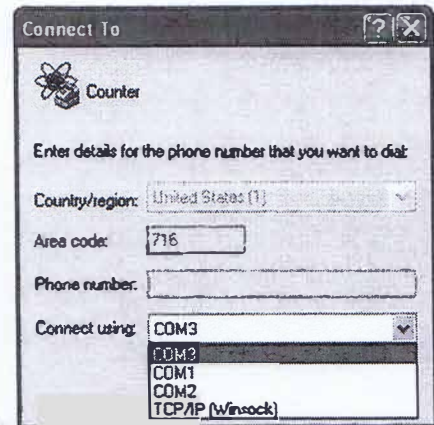 Connect To
Counter
Enter details for the phone number that you want to dial:
Country/region: United States (1)
Area code: 716
Phone number:
Connect using: COM3
COM3
COM1
COM2
TCP/IP (Winsock)